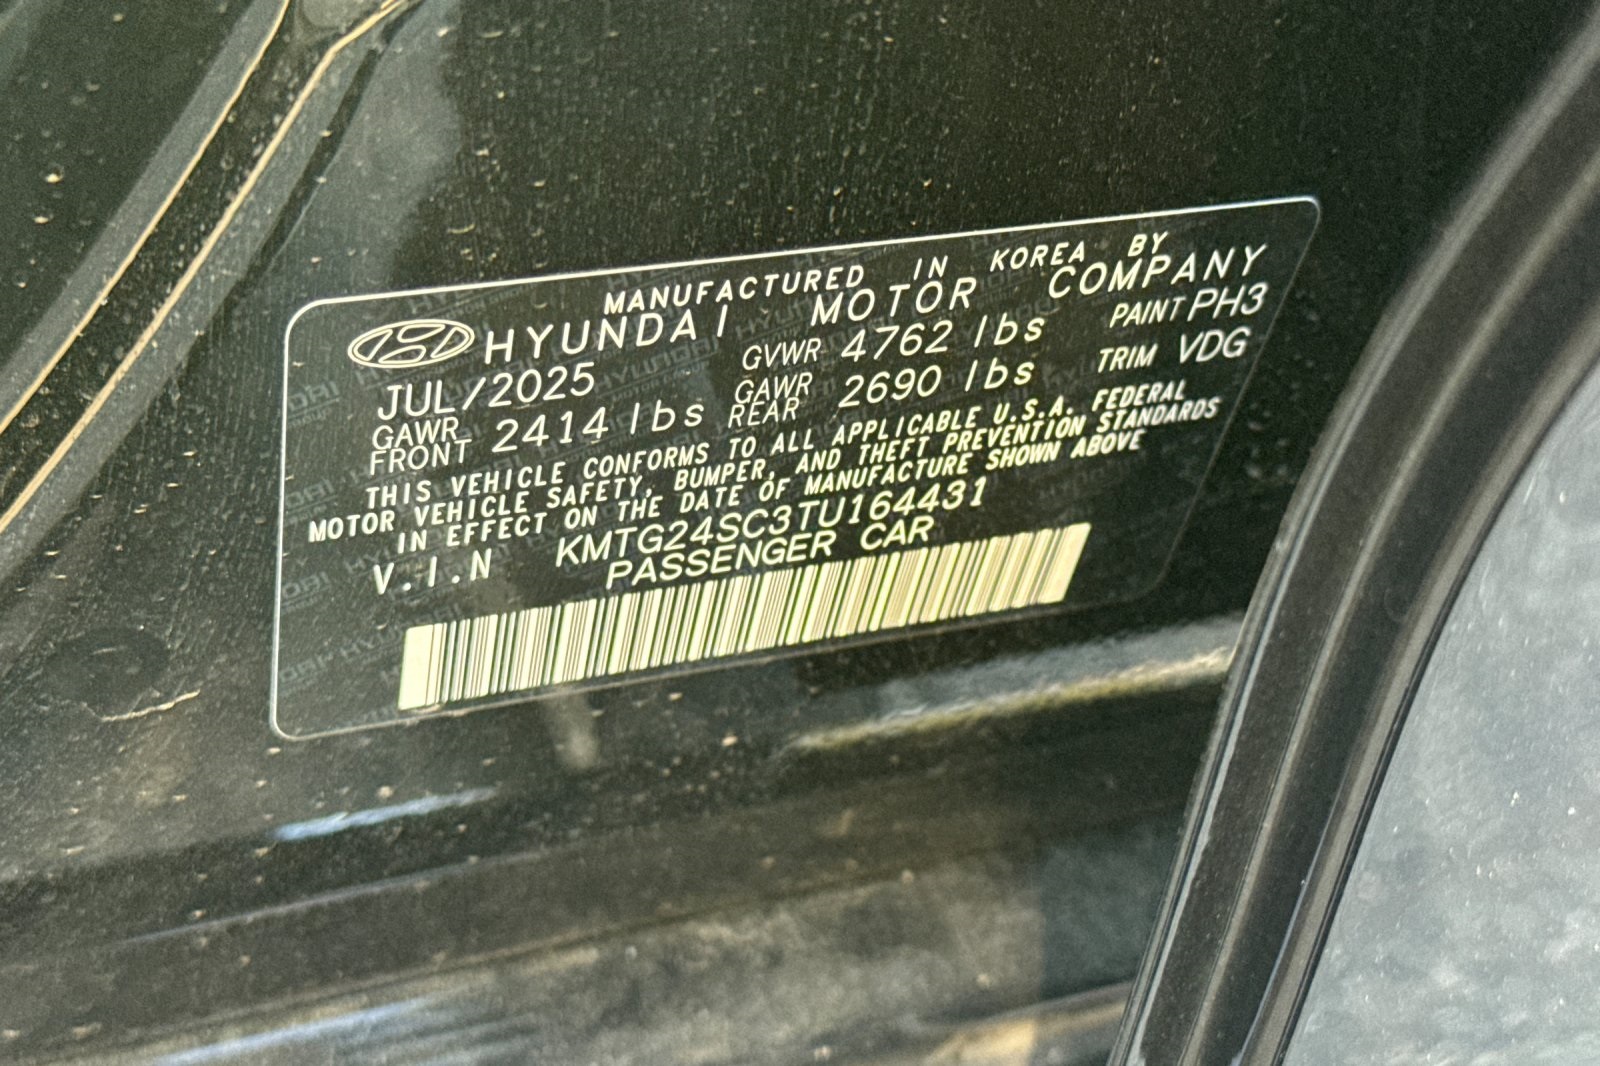 MANUFACTURED IN KOREA BY
HYUNDAI MOTOR COMPANY
JUL/2025 GVWR 4762 lbs PAINT PH3
GAWR FRONT 2414 lbs GAWR REAR 2690 lbs TRIM VDG
THIS VEHICLE CONFORMS TO ALL APPLICABLE U.S.A. FEDERAL
MOTOR VEHICLE SAFETY, BUMPER, AND THEFT PREVENTION STANDARDS
IN EFFECT ON THE DATE OF MANUFACTURE SHOWN ABOVE
V.I.N KMTG24SC3TU164431
PASSENGER CAR